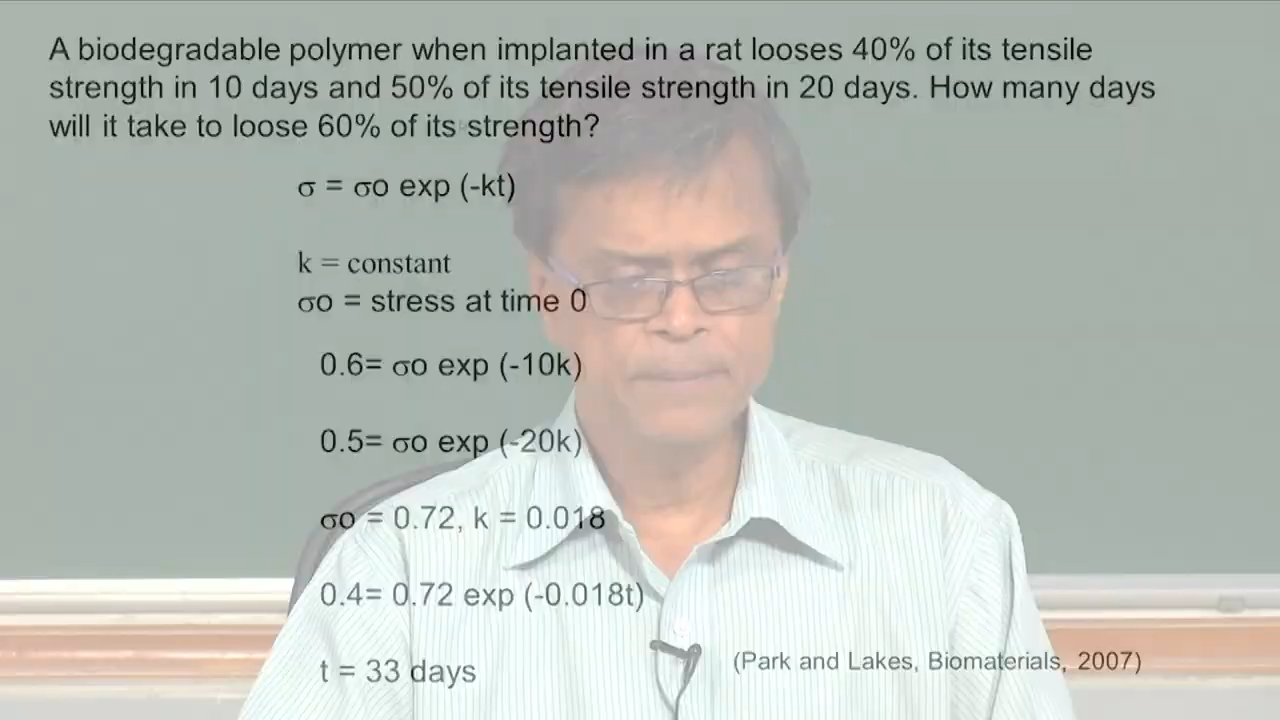 A biodegradable polymer when implanted in a rat looses 40% of its tensile
strength in 10 days and 50% of its tensile strength in 20 days. How many days
will it take to loose 60% of its strength?
σ = σo exp (-kt)
k = constant
σo = stress at time 0
0.6= σo exp (-10k)
0.5= σo exp (-20k)
σo = 0.72, k = 0.018
0.4= 0.72 exp (-0.018t)
t = 33 days
(Park and Lakes, Biomaterials, 2007)